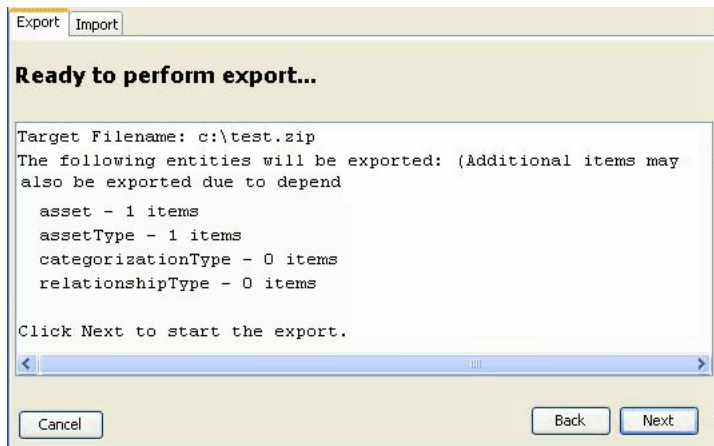 Export Import
Ready to perform export...
Target Filename: c:\test.zip
The following entities will be exported: (Additional items may
also be exported due to depend
asset - 1 items
assetType - 1 items
categorizationType - 0 items
relationshipType - 0 items
Click Next to start the export.
Cancel Back Next